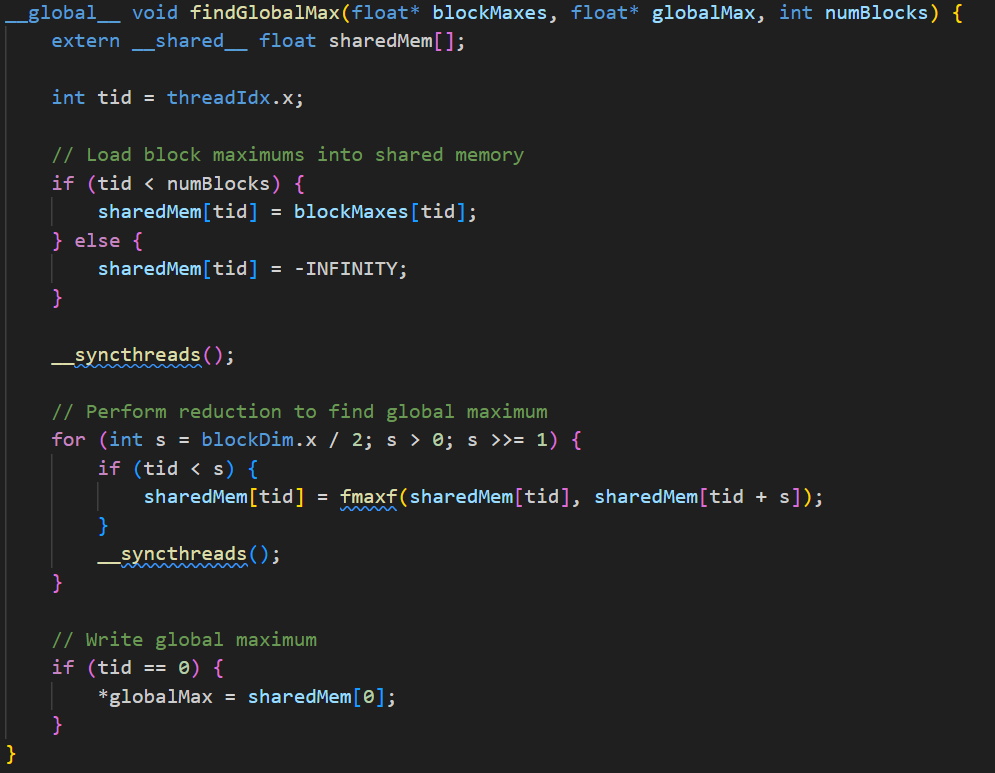 __global__ void findGlobalMax(float* blockMaxes, float* globalMax, int numBlocks) {
    extern __shared__ float sharedMem[];
    int tid = threadIdx.x;
    // Load block maximums into shared memory
    if (tid < numBlocks) {
        sharedMem[tid] = blockMaxes[tid];
    } else {
        sharedMem[tid] = -INFINITY;
    }
    __syncthreads();
    // Perform reduction to find global maximum
    for (int s = blockDim.x / 2; s > 0; s >>= 1) {
        if (tid < s) {
            sharedMem[tid] = fmaxf(sharedMem[tid], sharedMem[tid + s]);
        }
        __syncthreads();
    }
    // Write global maximum
    if (tid == 0) {
        *globalMax = sharedMem[0];
    }
}